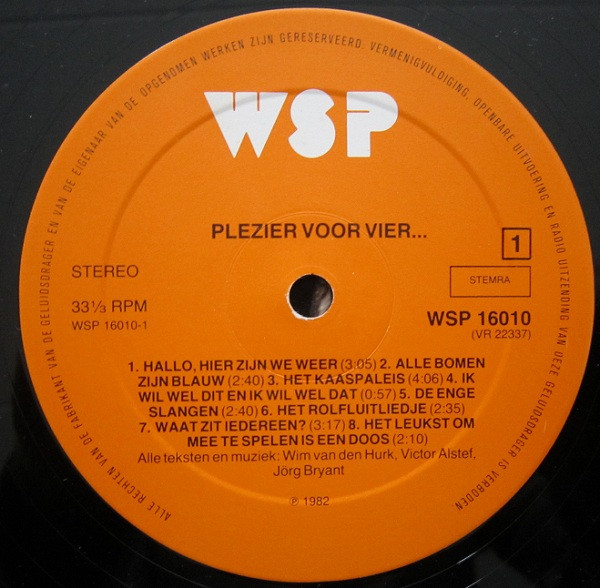 ALLE RECHTEN VAN DE FABRIKANT VAN DE GELUIDSDRAGER EN VAN DE EIGENAAR VAN DE OPGENOMEN WERKEN ZIJN GERESERVEERD. VERMENIGVULDIGING, OPENBARE UITVOERING EN RADIO UITZENDING VAN DEZE GELUIDSDRAGER IS VERBODEN
WSP
PLEZIER VOOR VIER...
1
STEREO
STEMRA
33 1/3 RPM
WSP 16010-1
WSP 16010
(VR 22337)
1. HALLO, HIER ZIJN WE WEER (3:05) 2. ALLE BOMEN
ZIJN BLAUW (2:40) 3. HET KAASPALEIS (4:06) 4. IK
WIL WEL DIT EN IK WIL WEL DAT (0:57) 5. DE ENGE
SLANGEN (2:40) 6. HET ROLFLUITLIEDJE (2:35)
7. WAAT ZIT IEDEREEN? (3:17) 8. HET LEUKST OM
MEE TE SPELEN IS EEN DOOS (2:10)
Alle teksten en muziek: Wim van den Hurk, Victor Alstef,
Jörg Bryant
℗ 1982